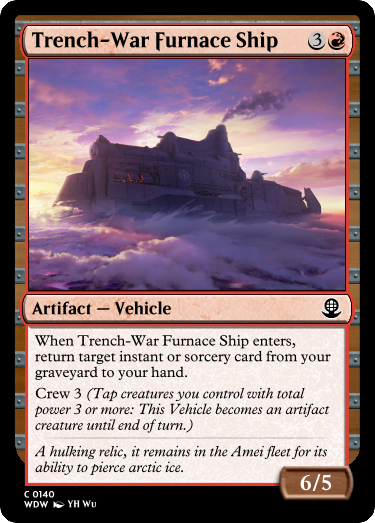 Trench-War Furnace Ship 3
Artifact — Vehicle
When Trench-War Furnace Ship enters,
return target instant or sorcery card from your
graveyard to your hand.
Crew 3 (Tap creatures you control with total
power 3 or more: This Vehicle becomes an artifact
creature until end of turn.)
A hulking relic, it remains in the Amei fleet for its
ability to pierce arctic ice.
6/5
C 0140
WDW YH Wu